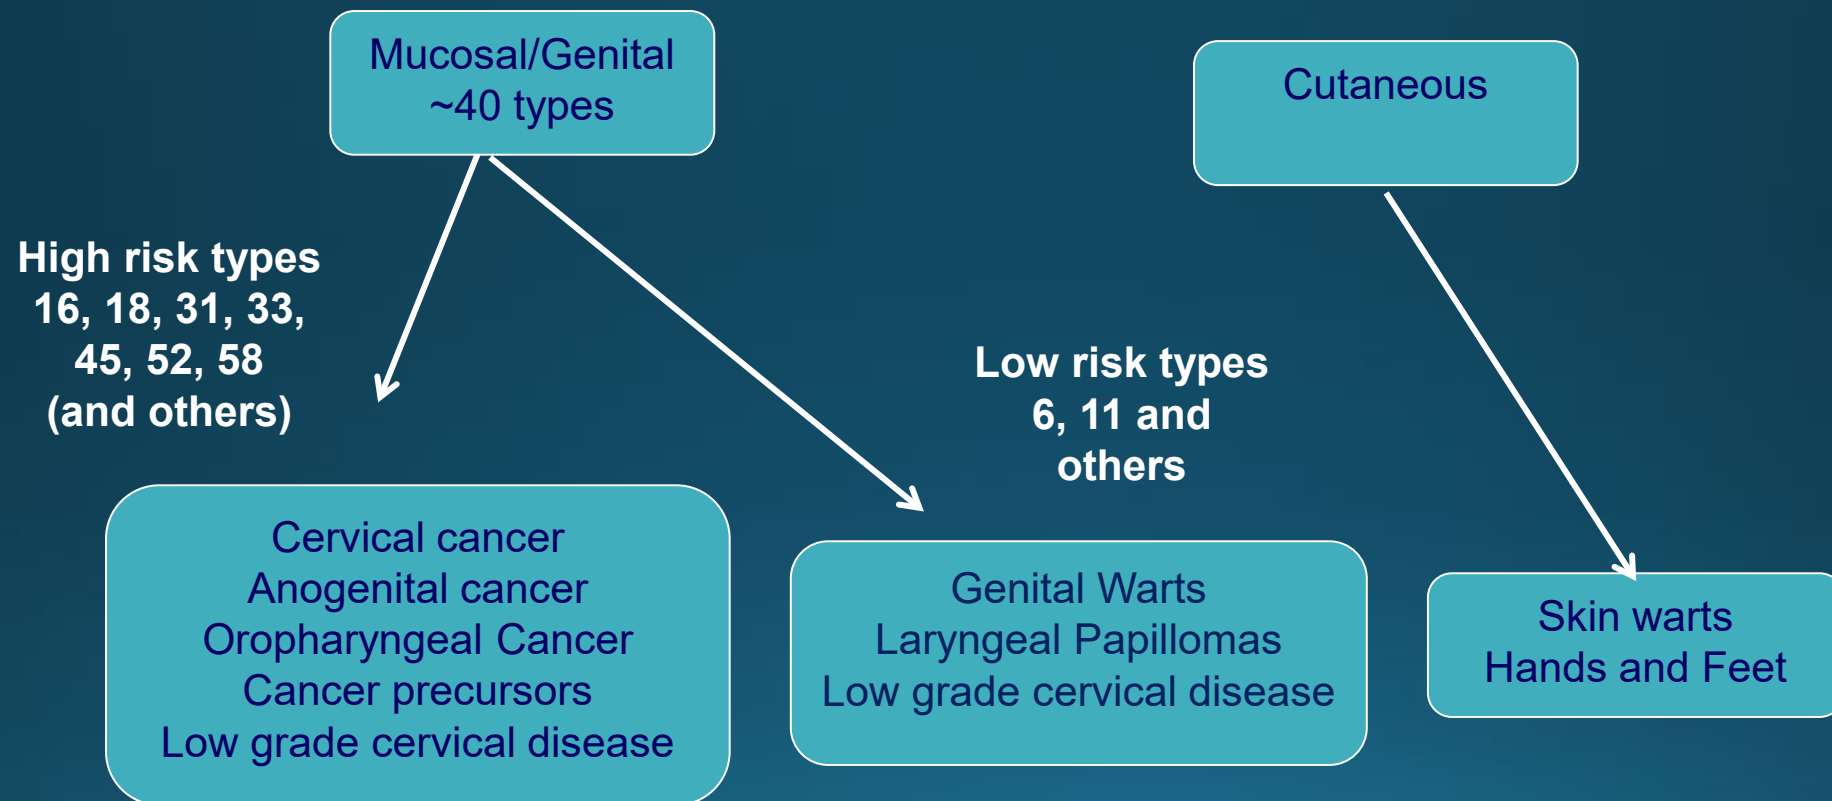 Mucosal/Genital
~40 types
Cutaneous
High risk types
16, 18, 31, 33,
45, 52, 58
(and others)
Low risk types
6, 11 and
others
Cervical cancer
Anogenital cancer
Oropharyngeal Cancer
Cancer precursors
Low grade cervical disease
Genital Warts
Laryngeal Papillomas
Low grade cervical disease
Skin warts
Hands and Feet